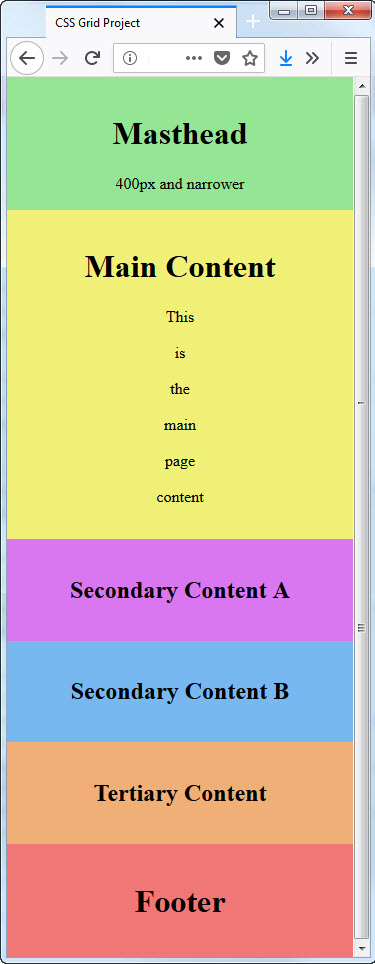 CSS Grid Project
Masthead
400px and narrower
Main Content
This
is
the
main
page
content
Secondary Content A
Secondary Content B
Tertiary Content
Footer